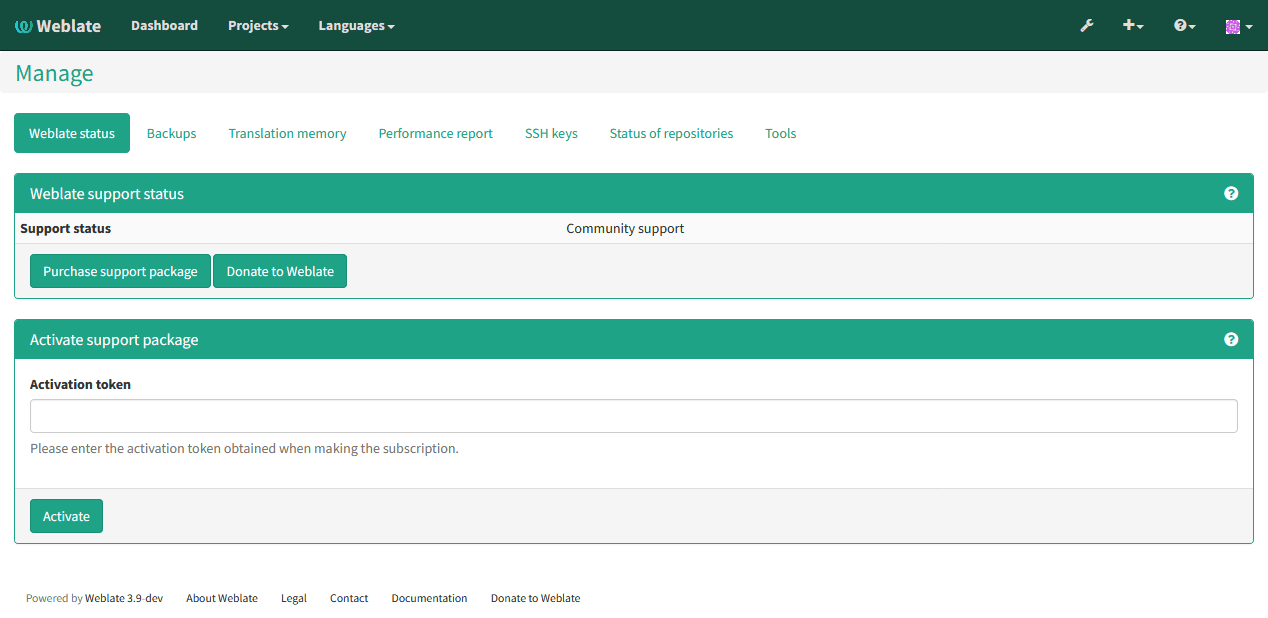 Weblate Dashboard Projects Languages
Manage
Weblate status Backups Translation memory Performance report SSH keys Status of repositories Tools
Weblate support status
Support status Community support
Purchase support package Donate to Weblate
Activate support package
Activation token
Please enter the activation token obtained when making the subscription.
Activate
Powered by Weblate 3.9-dev About Weblate Legal Contact Documentation Donate to Weblate